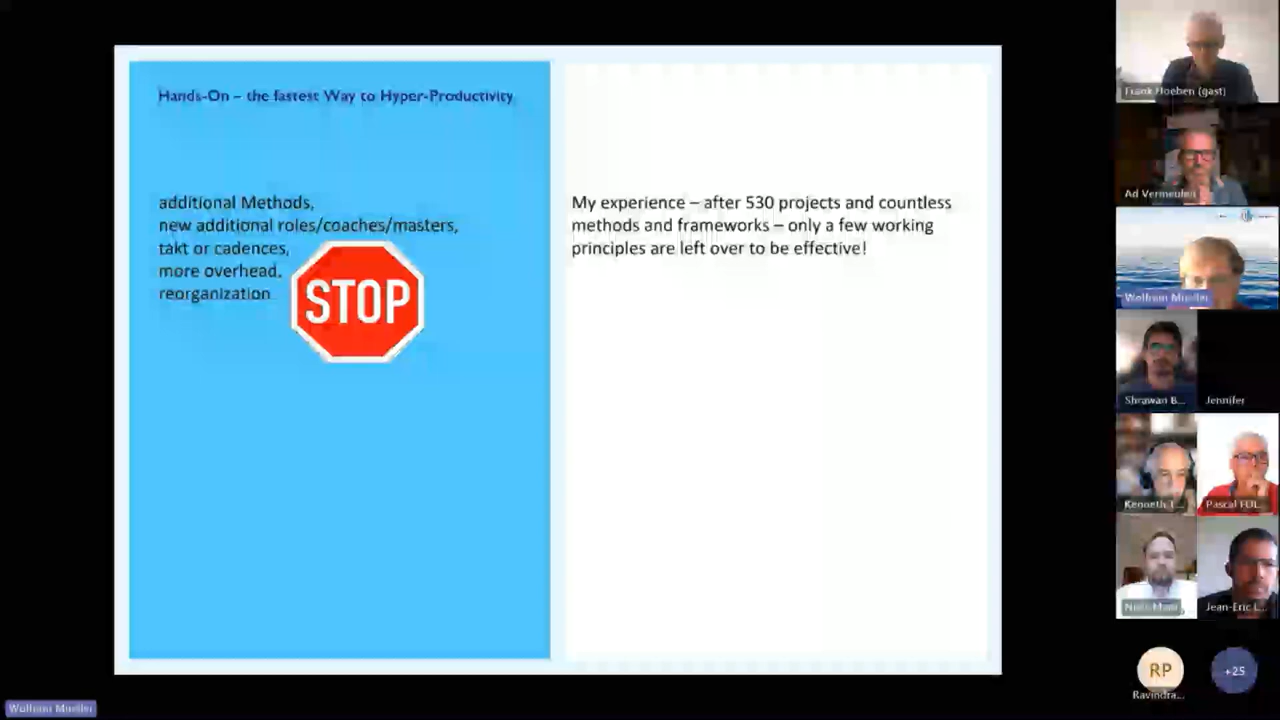 Hands-On – the fastest Way to Hyper-Productivity
additional Methods,
new additional roles/coaches/masters,
takt or cadences,
more overhead,
reorganization
STOP
My experience – after 530 projects and countless
methods and frameworks – only a few working
principles are left over to be effective!
Frank Hoeben (gast)
Ad Vermeulen
Wolfram Mueller
Shrawan B...
Jennifer
Kenneth
Pascal
Niels
Jean-Eric L...
RP
Ravindra...
+25
Wolfram Mueller